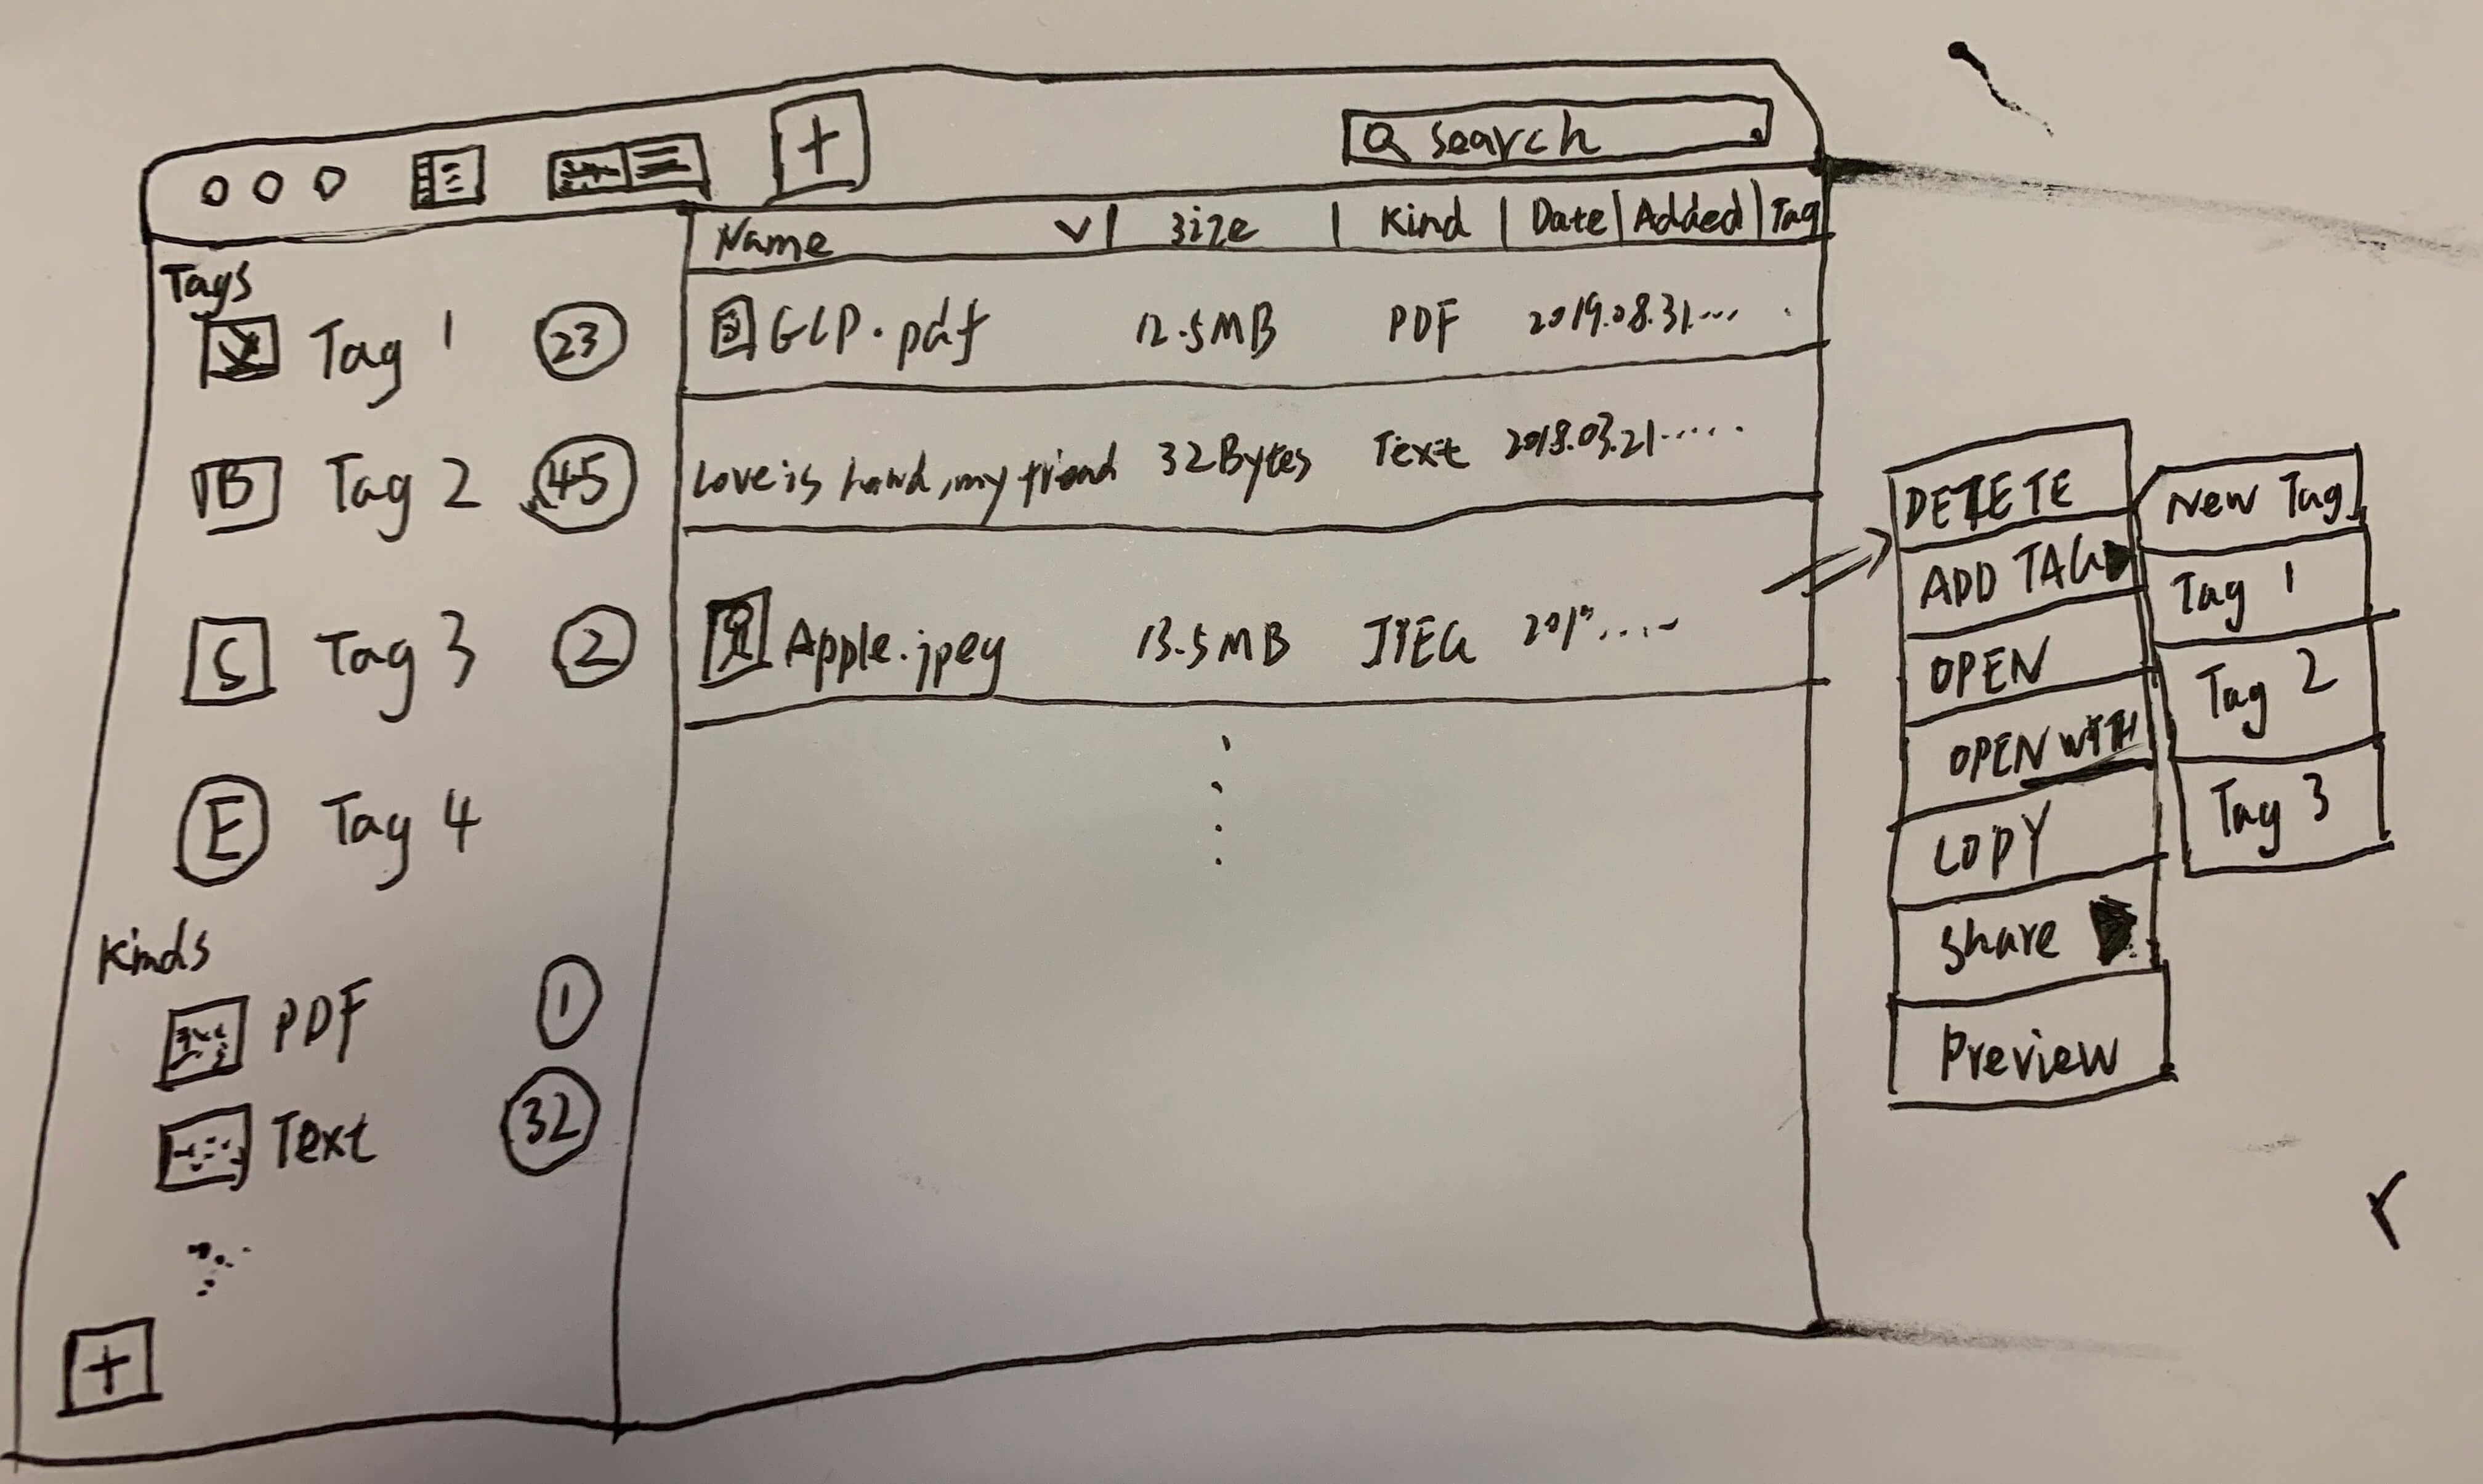 +
search
Name Size Kind Date Added Tag
Tags
Tag 1 23
B Tag 2 45
S Tag 3 2
E Tag 4
Kinds
PDF 1
Text 32
+
GLP.pdf 12.5MB PDF 2019.08.31...
Love is hard, my friend 32Bytes Text 2018.03.21......
Apple.jpeg 13.5MB JPEG 201.....
DELETE
ADD TAG
OPEN
OPEN WITH
COPY
Share
Preview
New Tag
Tag 1
Tag 2
Tag 3
r